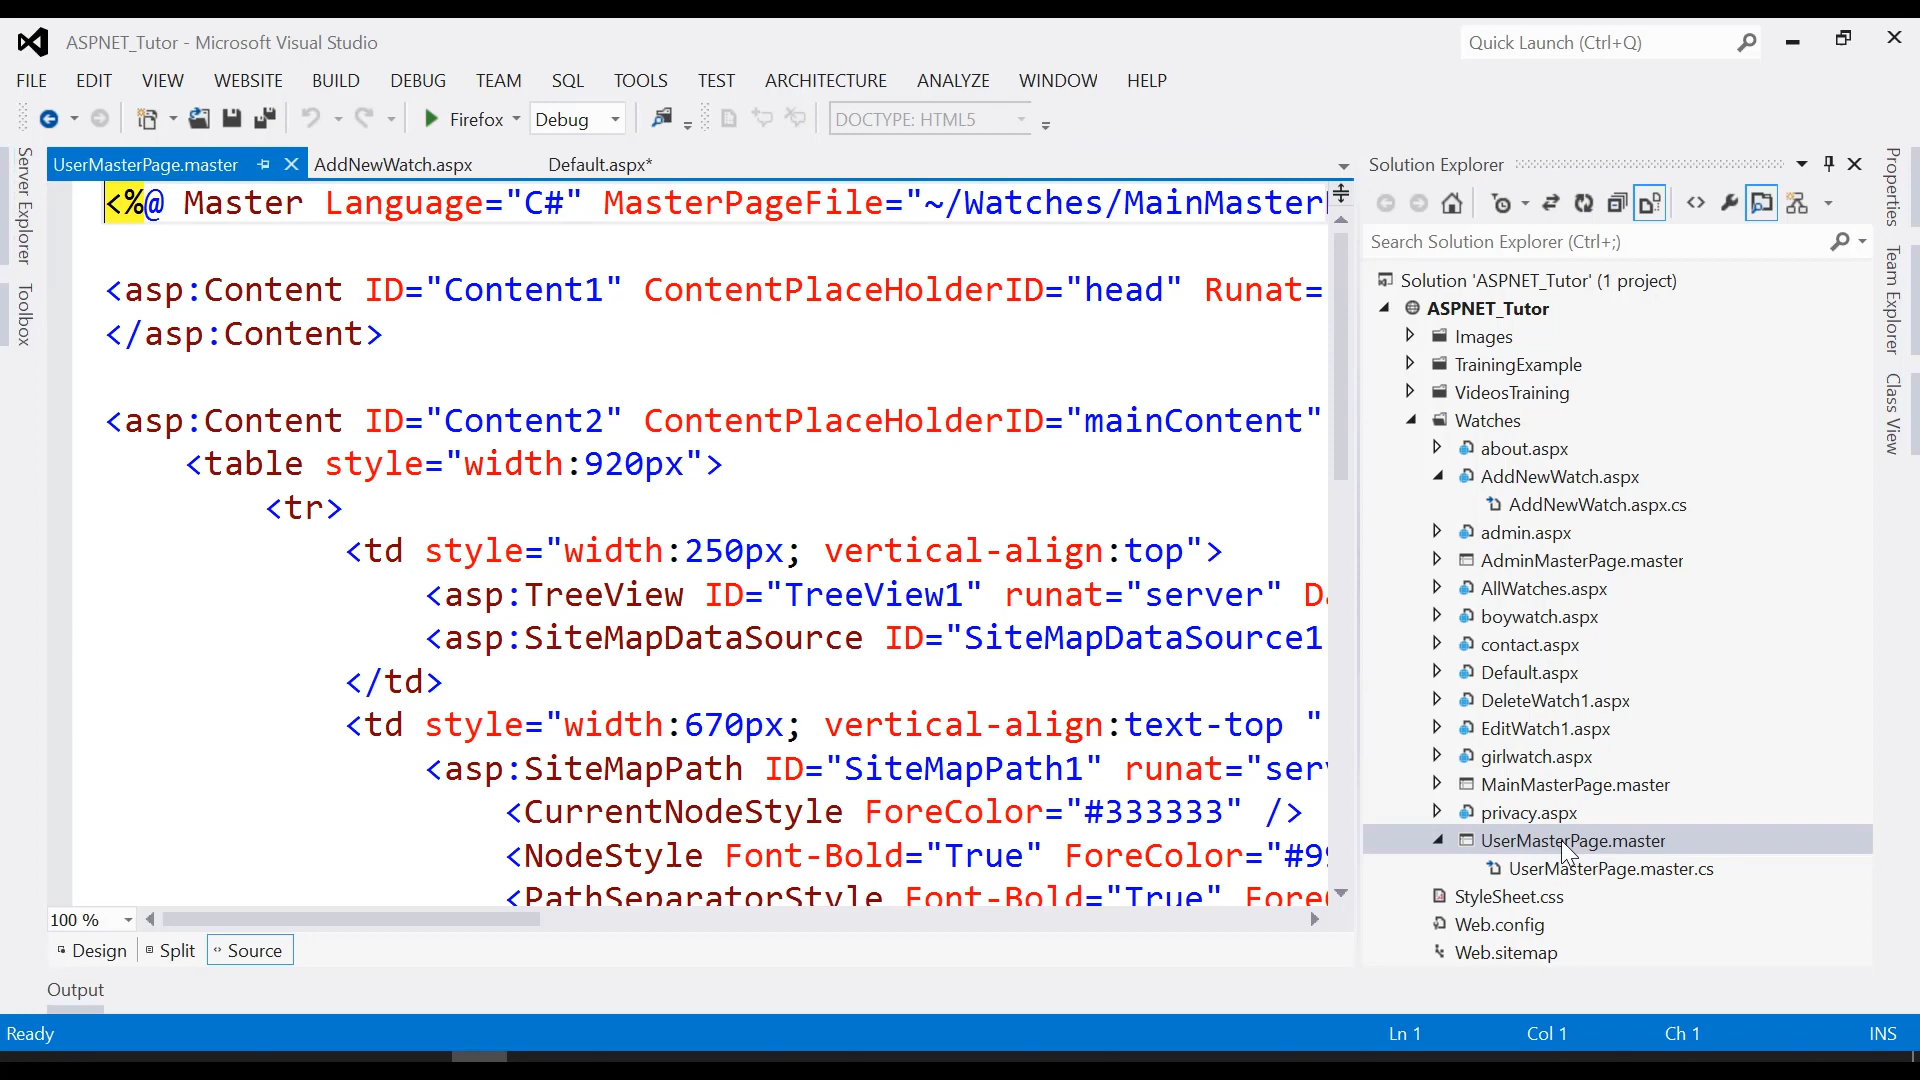 ASPNET_Tutor - Microsoft Visual Studio
Quick Launch (Ctrl+Q)
FILE EDIT VIEW WEBSITE BUILD DEBUG TEAM SQL TOOLS TEST ARCHITECTURE ANALYZE WINDOW HELP
Firefox Debug DOCTYPE: HTML5
Server Explorer
Toolbox
UserMasterPage.master AddNewWatch.aspx Default.aspx*
<%@ Master Language="C#" MasterPageFile="~/Watches/MainMaster
<asp:Content ID="Content1" ContentPlaceHolderID="head" Runat=
</asp:Content>
<asp:Content ID="Content2" ContentPlaceHolderID="mainContent"
<table style="width:920px">
<tr>
<td style="width:250px; vertical-align:top">
<asp:TreeView ID="TreeView1" runat="server" Da
<asp:SiteMapDataSource ID="SiteMapDataSource1
</td>
<td style="width:670px; vertical-align:text-top "
<asp:SiteMapPath ID="SiteMapPath1" runat="ser
<CurrentNodeStyle ForeColor="#333333" />
<NodeStyle Font-Bold="True" ForeColor="#9
<PathSeparatorStyle Font-Bold="True" Fore
100 %
Design Split Source
Output
Solution Explorer
Search Solution Explorer (Ctrl+;)
Solution 'ASPNET_Tutor' (1 project)
ASPNET_Tutor
Images
TrainingExample
VideosTraining
Watches
about.aspx
AddNewWatch.aspx
AddNewWatch.aspx.cs
admin.aspx
AdminMasterPage.master
AllWatches.aspx
boywatch.aspx
contact.aspx
Default.aspx
DeleteWatch1.aspx
EditWatch1.aspx
girlwatch.aspx
MainMasterPage.master
privacy.aspx
UserMasterPage.master
UserMasterPage.master.cs
StyleSheet.css
Web.config
Web.sitemap
Properties
Team Explorer
Class View
Ready Ln 1 Col 1 Ch 1 INS